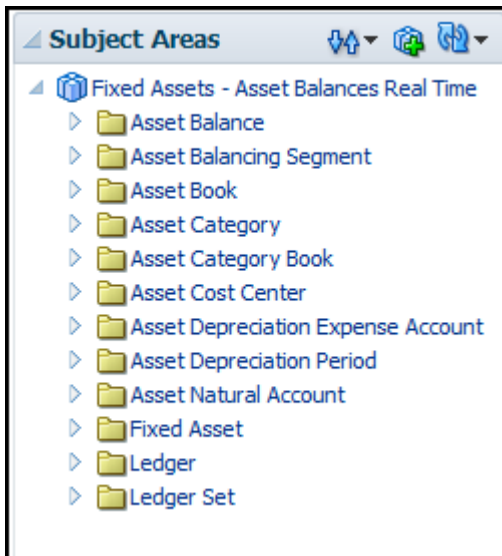 Subject Areas
Fixed Assets - Asset Balances Real Time
Asset Balance
Asset Balancing Segment
Asset Book
Asset Category
Asset Category Book
Asset Cost Center
Asset Depreciation Expense Account
Asset Depreciation Period
Asset Natural Account
Fixed Asset
Ledger
Ledger Set